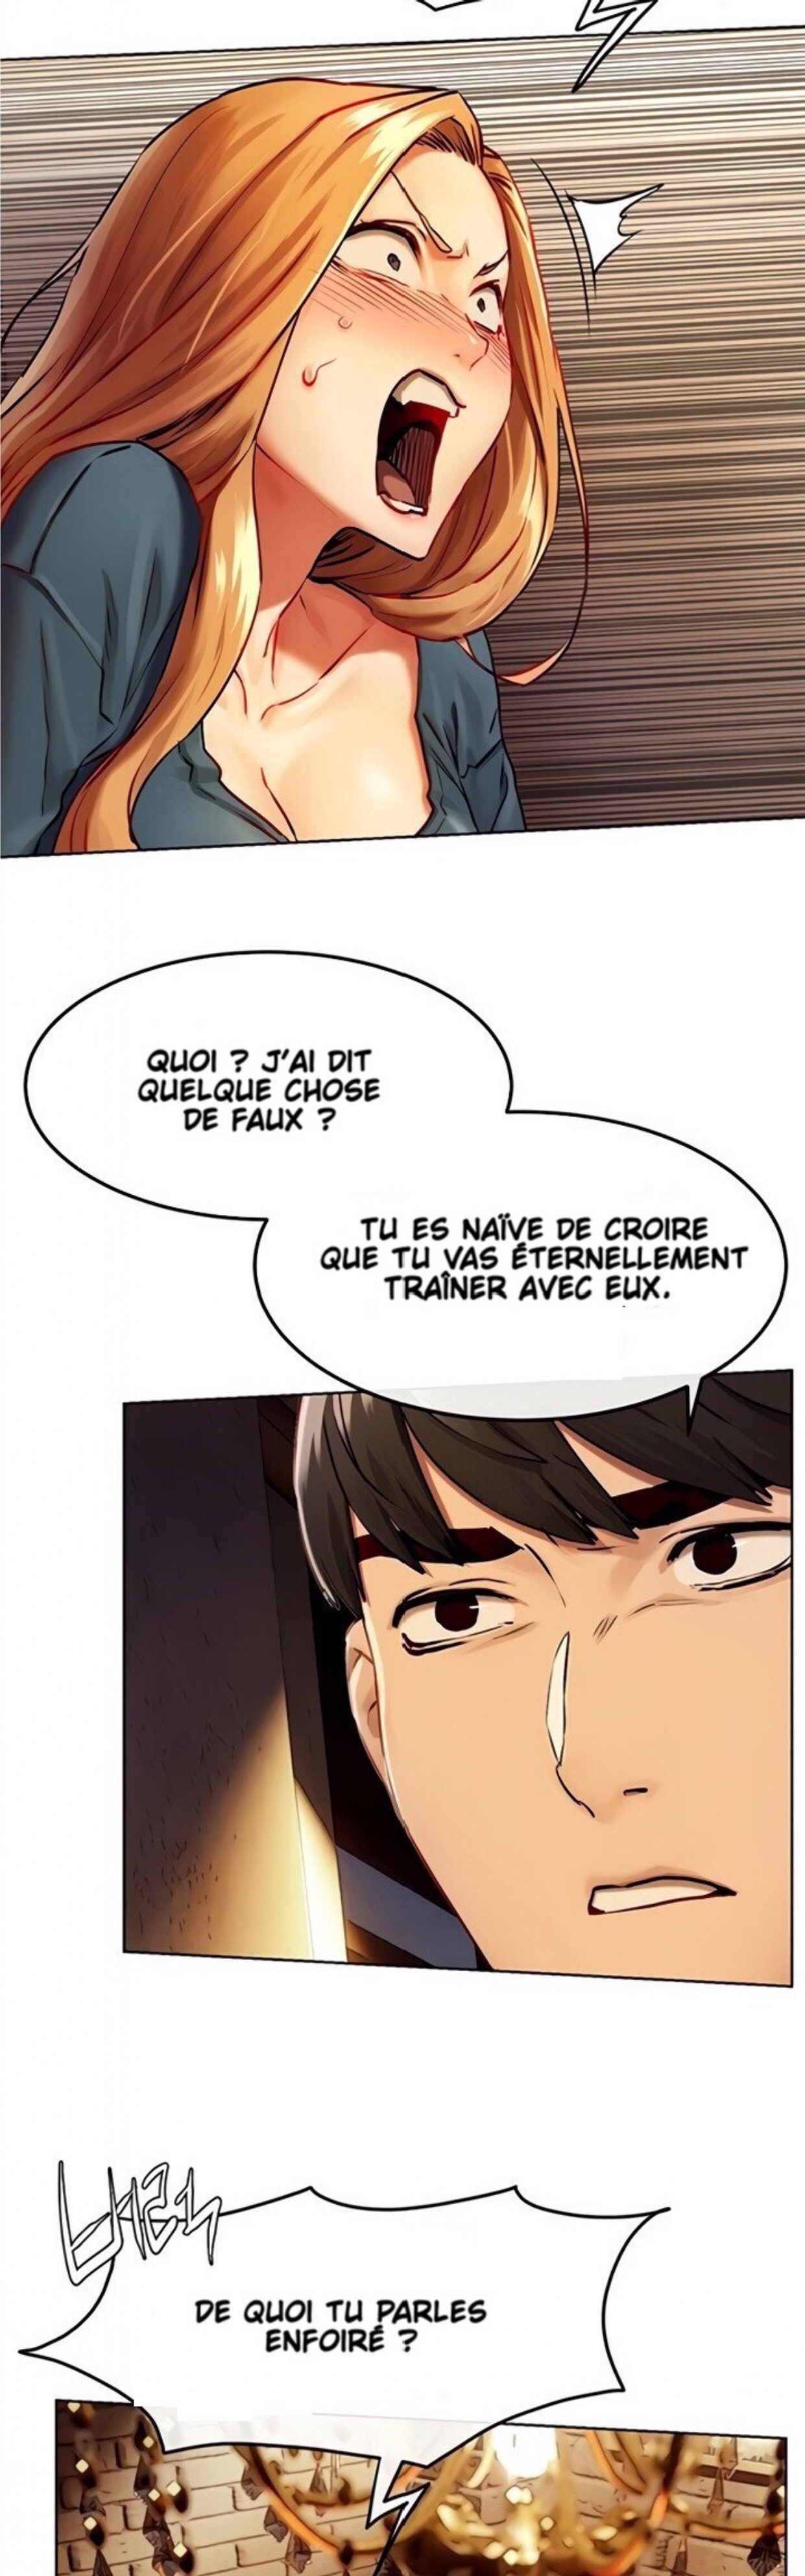 QUOI ? J'AI DIT
QUELQUE CHOSE
DE FAUX ?
TU ES NAÏVE DE CROIRE
QUE TU VAS ÉTERNELLEMENT
TRAÎNER AVEC EUX.
DE QUOI TU PARLES
ENFOIRÉ ?